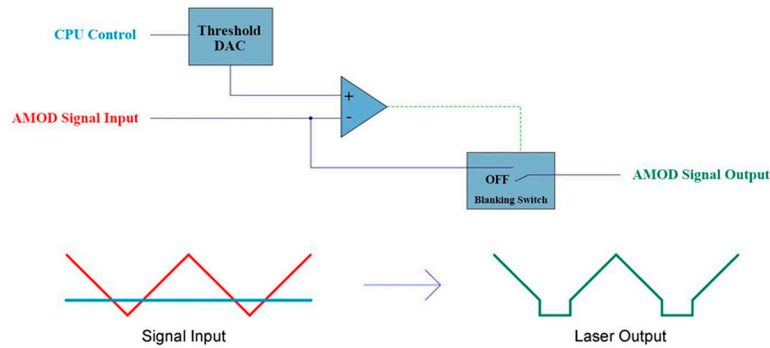 CPU Control
Threshold
DAC
+
-
AMOD Signal Input
OFF
Blanking Switch
AMOD Signal Output
Signal Input
Laser Output